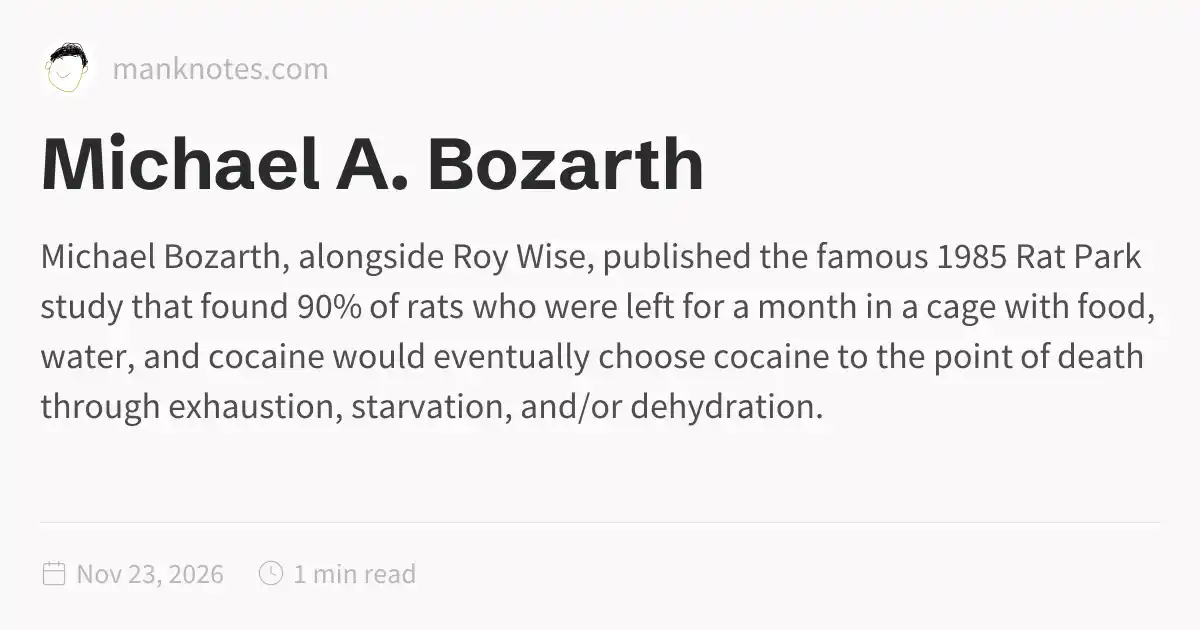 manknotes.com
Michael A. Bozarth
Michael Bozarth, alongside Roy Wise, published the famous 1985 Rat Park
study that found 90% of rats who were left for a month in a cage with food,
water, and cocaine would eventually choose cocaine to the point of death
through exhaustion, starvation, and/or dehydration.
Nov 23, 2026
1 min read